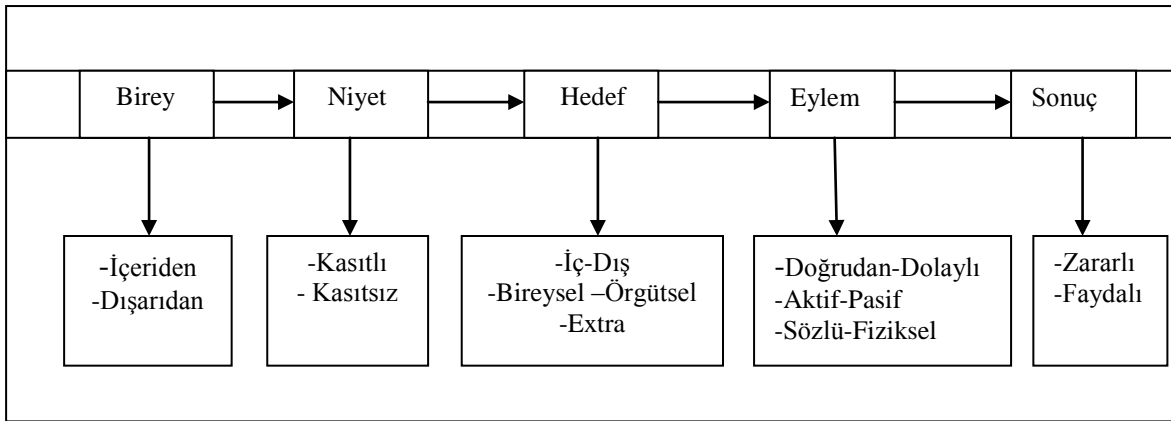 Birey
Niyet
Hedef
Eylem
Sonuç
-İçeriden
-Dışarıdan
-Kasıtlı
- Kasıtsız
-İç-Dış
-Bireysel –Örgütsel
-Extra
-Doğrudan-Dolaylı
-Aktif-Pasif
-Sözlü-Fiziksel
-Zararlı
-Faydalı